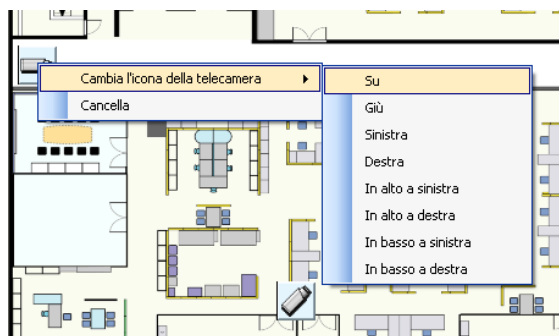 Cambia l'icona della telecamera
Cancella
Su
Giù
Sinistra
Destra
In alto a sinistra
In alto a destra
In basso a sinistra
In basso a destra